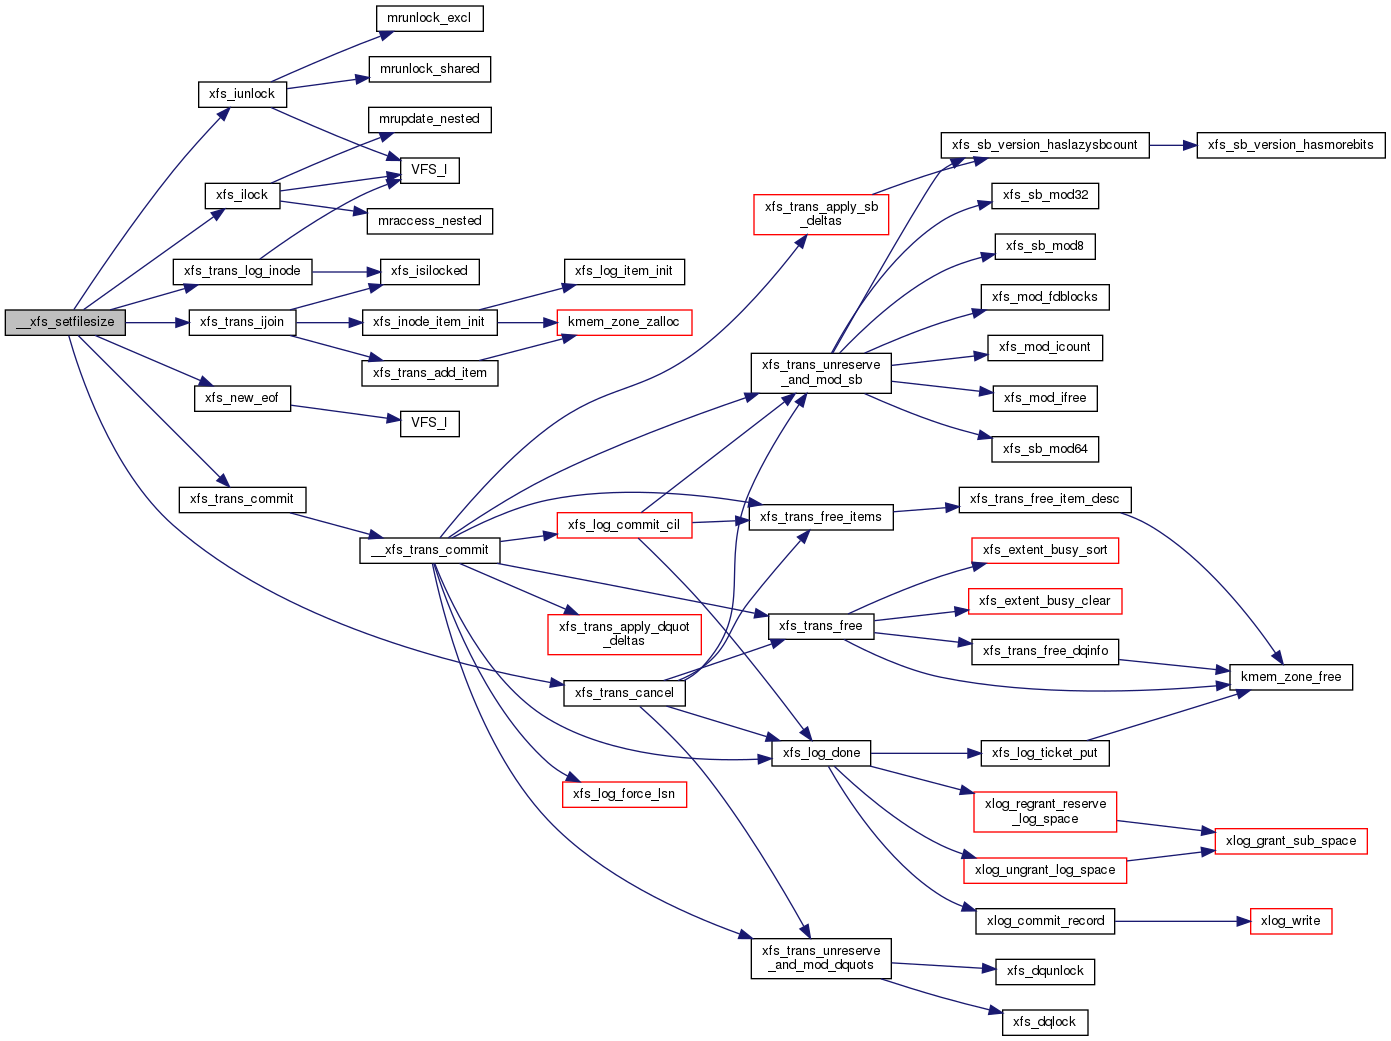 mrunlock_excl
mrunlock_shared
xfs_iunlock
mrupdate_nested
VFS_I
xfs_ilock
mraccess_nested
xfs_trans_log_inode
xfs_isilocked
xfs_log_item_init
__xfs_setfilesize
xfs_trans_ijoin
xfs_inode_item_init
kmem_zone_zalloc
xfs_trans_add_item
xfs_new_eof
VFS_I
xfs_trans_commit
__xfs_trans_commit
xfs_log_commit_cil
xfs_trans_apply_dquot
_deltas
xfs_trans_cancel
xfs_log_force_lsn
xfs_trans_apply_sb
_deltas
xfs_trans_unreserve
_and_mod_sb
xfs_trans_free_items
xfs_trans_free
xfs_log_done
xfs_trans_unreserve
_and_mod_dquots
xfs_sb_version_haslazysbcount
xfs_sb_version_hasmorebits
xfs_sb_mod32
xfs_sb_mod8
xfs_mod_fdblocks
xfs_mod_icount
xfs_mod_ifree
xfs_sb_mod64
xfs_trans_free_item_desc
xfs_extent_busy_sort
xfs_extent_busy_clear
xfs_trans_free_dqinfo
kmem_zone_free
xfs_log_ticket_put
xlog_regrant_reserve
_log_space
xlog_grant_sub_space
xlog_ungrant_log_space
xlog_commit_record
xlog_write
xfs_dqunlock
xfs_dqlock